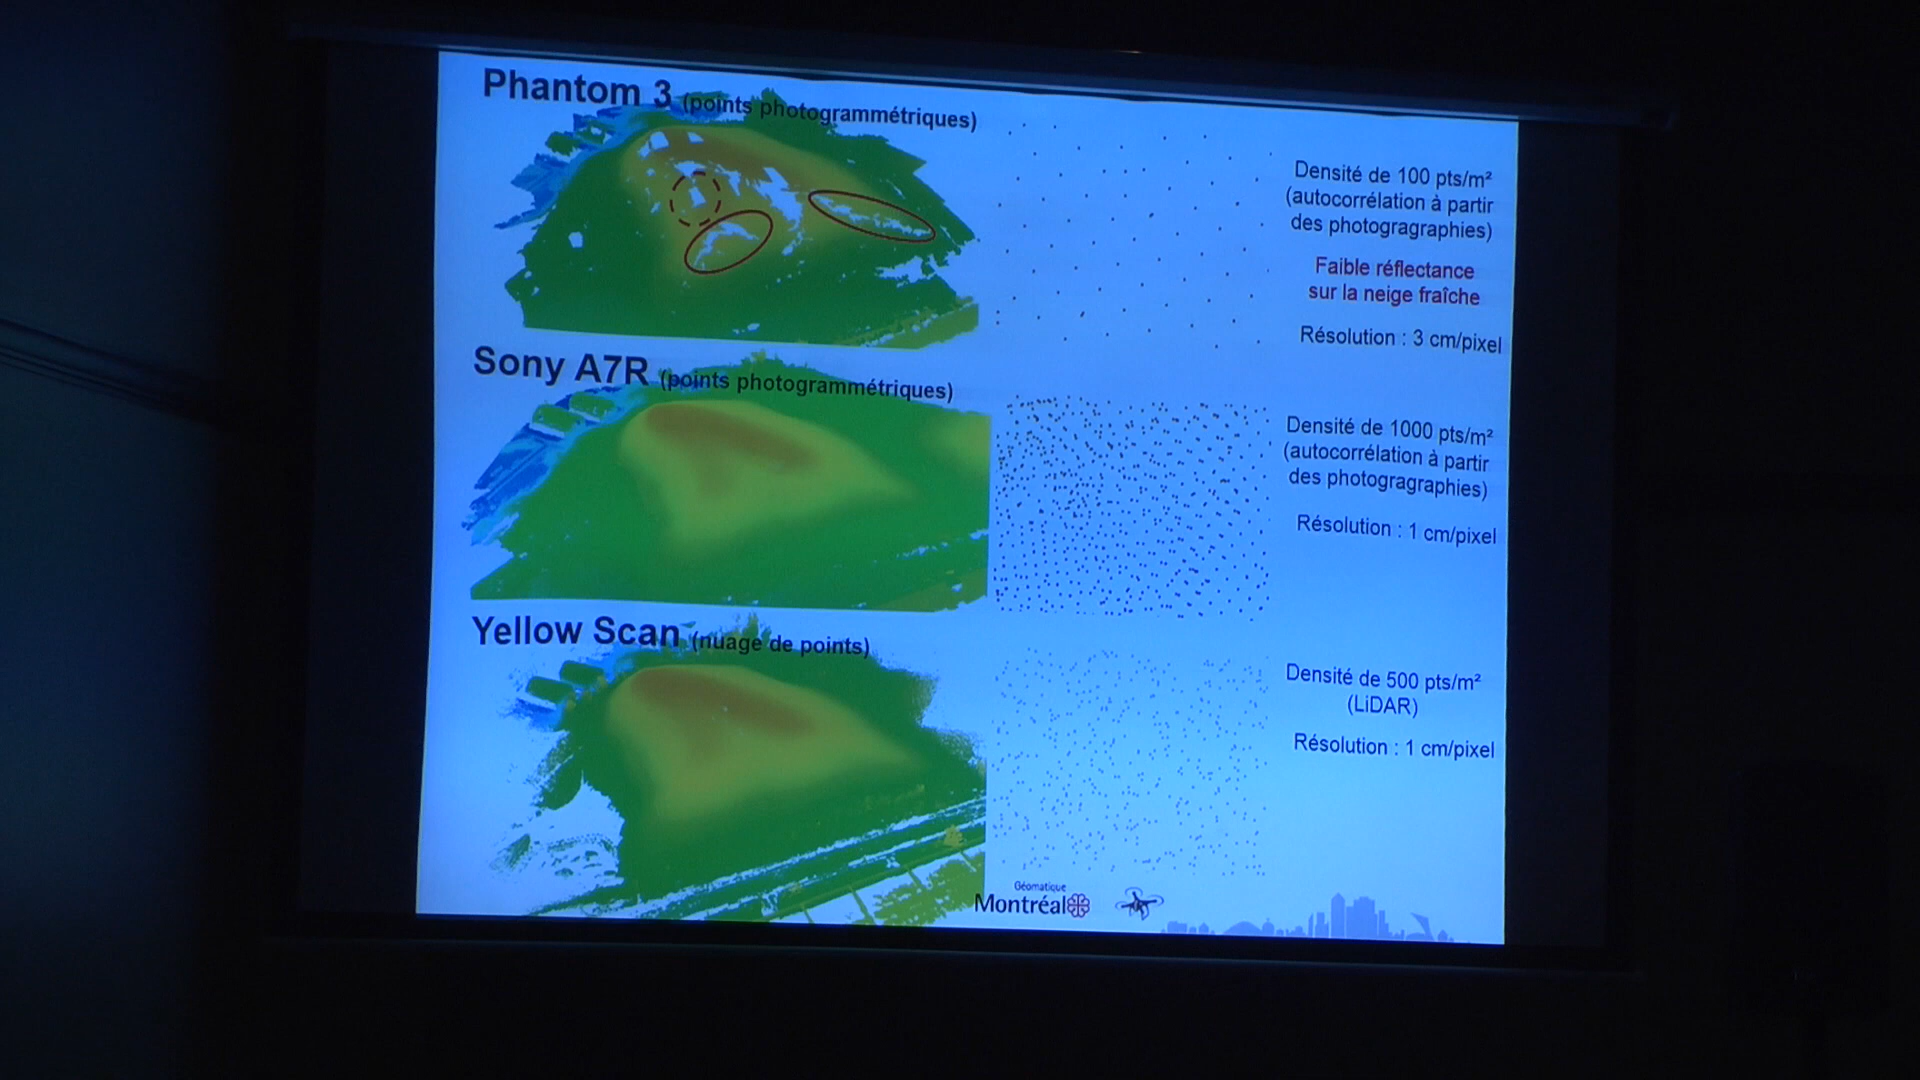 Phantom 3 (points photogrammétriques)
Densité de 100 pts/m²
(autocorrélation à partir
des photogragraphies)
Faible réflectance
sur la neige fraîche
Résolution : 3 cm/pixel
Sony A7R (points photogrammétriques)
Densité de 1000 pts/m²
(autocorrélation à partir
des photogragraphies)
Résolution : 1 cm/pixel
Yellow Scan (nuage de points)
Densité de 500 pts/m²
(LiDAR)
Résolution : 1 cm/pixel
Géomatique
Montréal